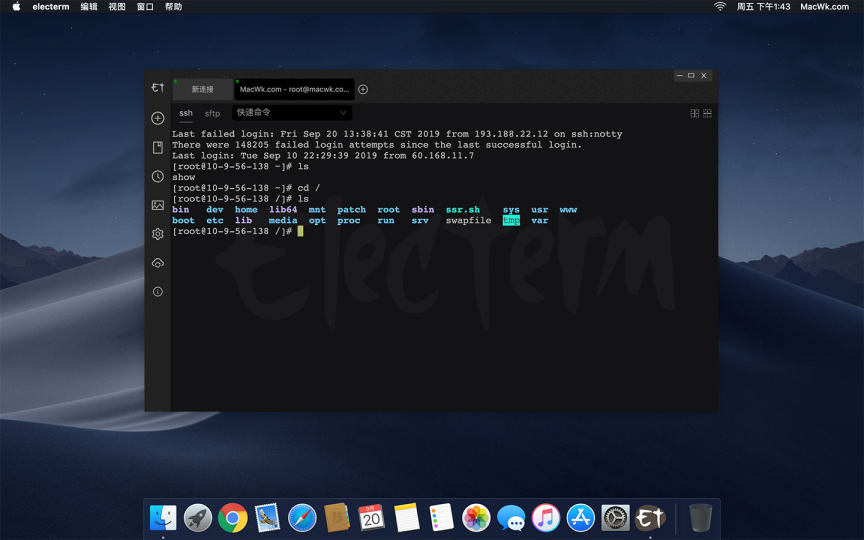 electerm 编辑 视图 窗口 帮助 周五 下午1:43 MacWk.com
新连接 MacWk.com - root@macwk.co...
ssh sftp 快速命令
Last failed login: Fri Sep 20 13:38:41 CST 2019 from 193.188.22.12 on ssh:notty
There were 148205 failed login attempts since the last successful login.
Last login: Tue Sep 10 22:29:39 2019 from 60.168.11.7
[root@10-9-56-138 ~]# ls
show
[root@10-9-56-138 ~]# cd /
[root@10-9-56-138 /]# ls
bin dev home lib64 mnt patch root sbin ssr.sh sys usr www
boot etc lib media opt proc run srv swapfile tmp var
[root@10-9-56-138 /]#
Electerm
9月
20